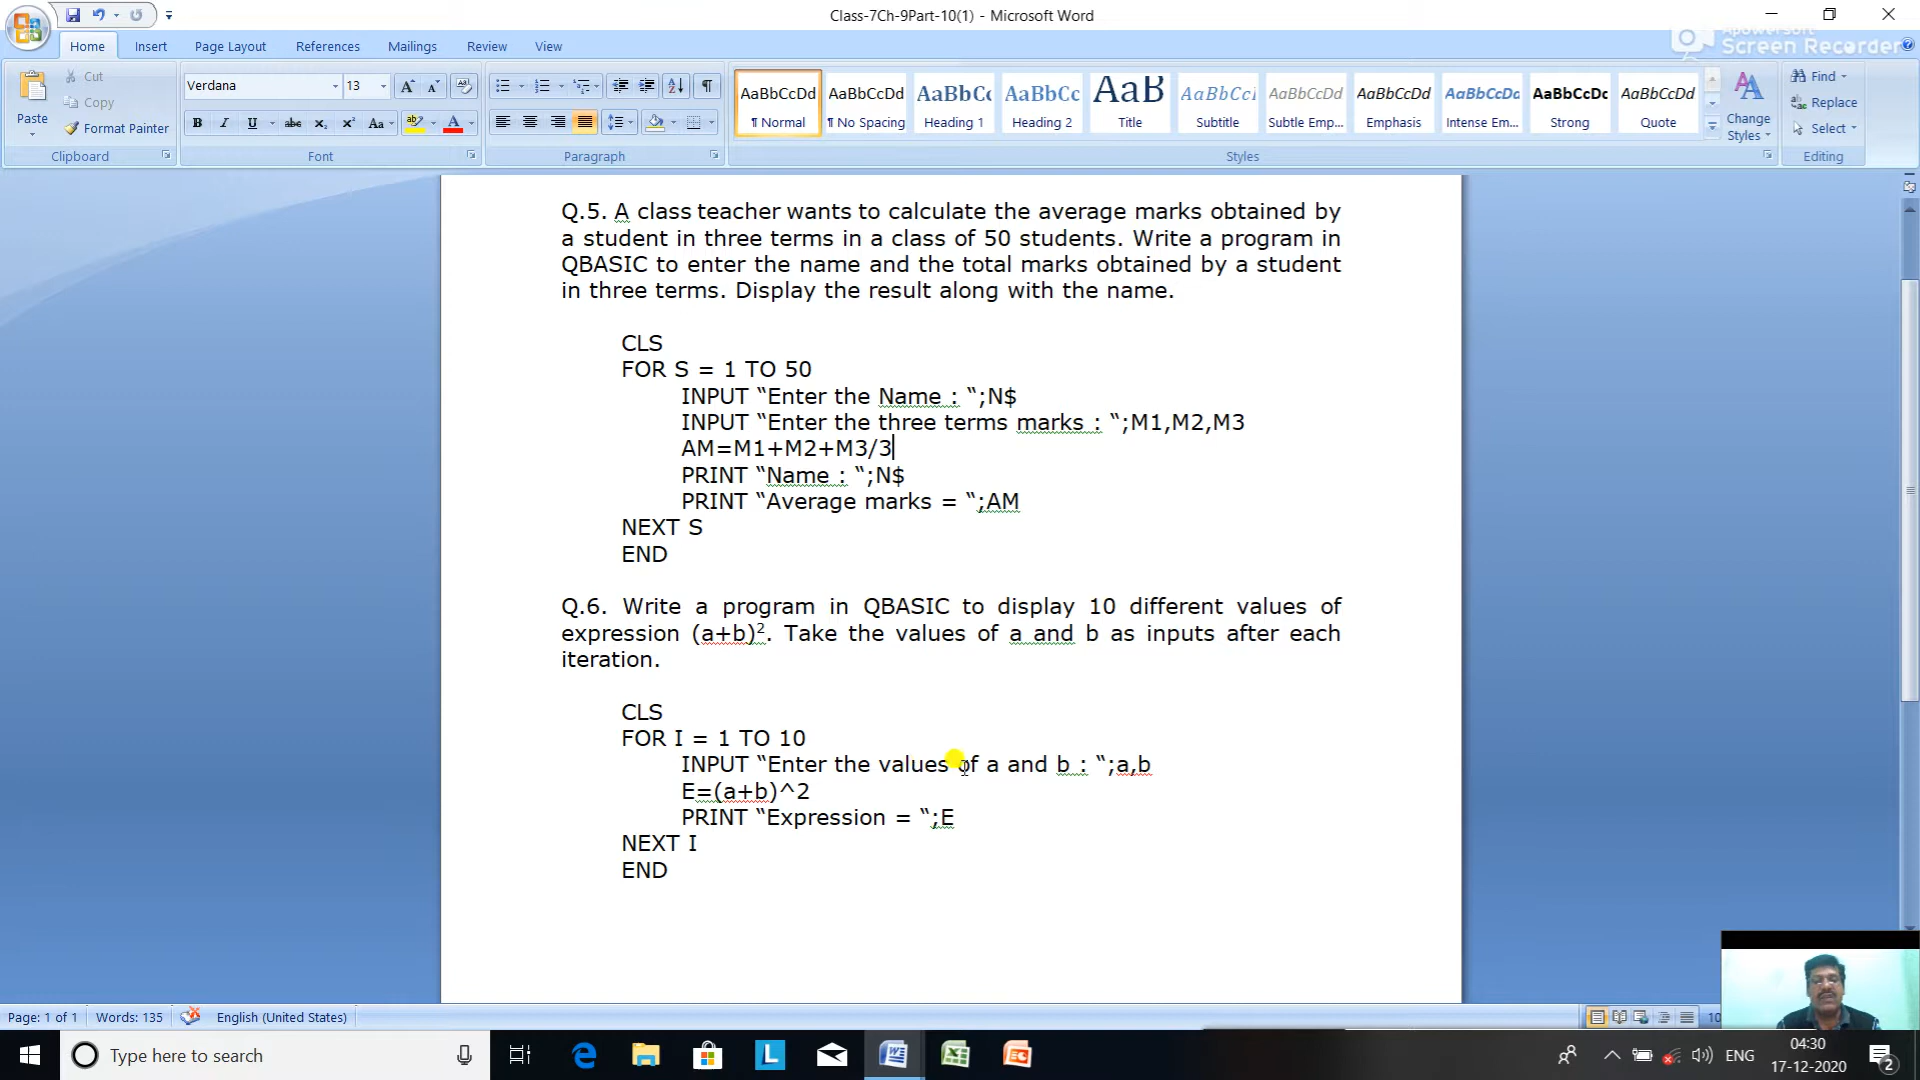 Class-7Ch-9Part-10(1) - Microsoft Word
Apowersoft
Screen Recorder
Home Insert Page Layout References Mailings Review View
Cut
Copy
Format Painter
Paste
Clipboard
Verdana 13
Font
Paragraph
AaBbCcDd AaBbCcDd AaBbCc AaBbCc AaB AaBbCcI AaBbCcDd AaBbCcDd AaBbCcDd AaBbCcDc AaBbCcDd
¶ Normal ¶ No Spacing Heading 1 Heading 2 Title Subtitle Subtle Emp... Emphasis Intense Em... Strong Quote
Styles
Change
Styles
Find
Replace
Select
Editing
Q.5. A class teacher wants to calculate the average marks obtained by
a student in three terms in a class of 50 students. Write a program in
QBASIC to enter the name and the total marks obtained by a student
in three terms. Display the result along with the name.
CLS
FOR S = 1 TO 50
INPUT “Enter the Name : “;N$
INPUT “Enter the three terms marks : “;M1,M2,M3
AM=M1+M2+M3/3
PRINT “Name : “;N$
PRINT “Average marks = “;AM
NEXT S
END
Q.6. Write a program in QBASIC to display 10 different values of
expression (a+b)². Take the values of a and b as inputs after each
iteration.
CLS
FOR I = 1 TO 10
INPUT “Enter the values of a and b : “;a,b
E=(a+b)^2
PRINT “Expression = “;E
NEXT I
END
Page: 1 of 1 Words: 135 English (United States) 10
Type here to search
ENG
04:30
17-12-2020
2